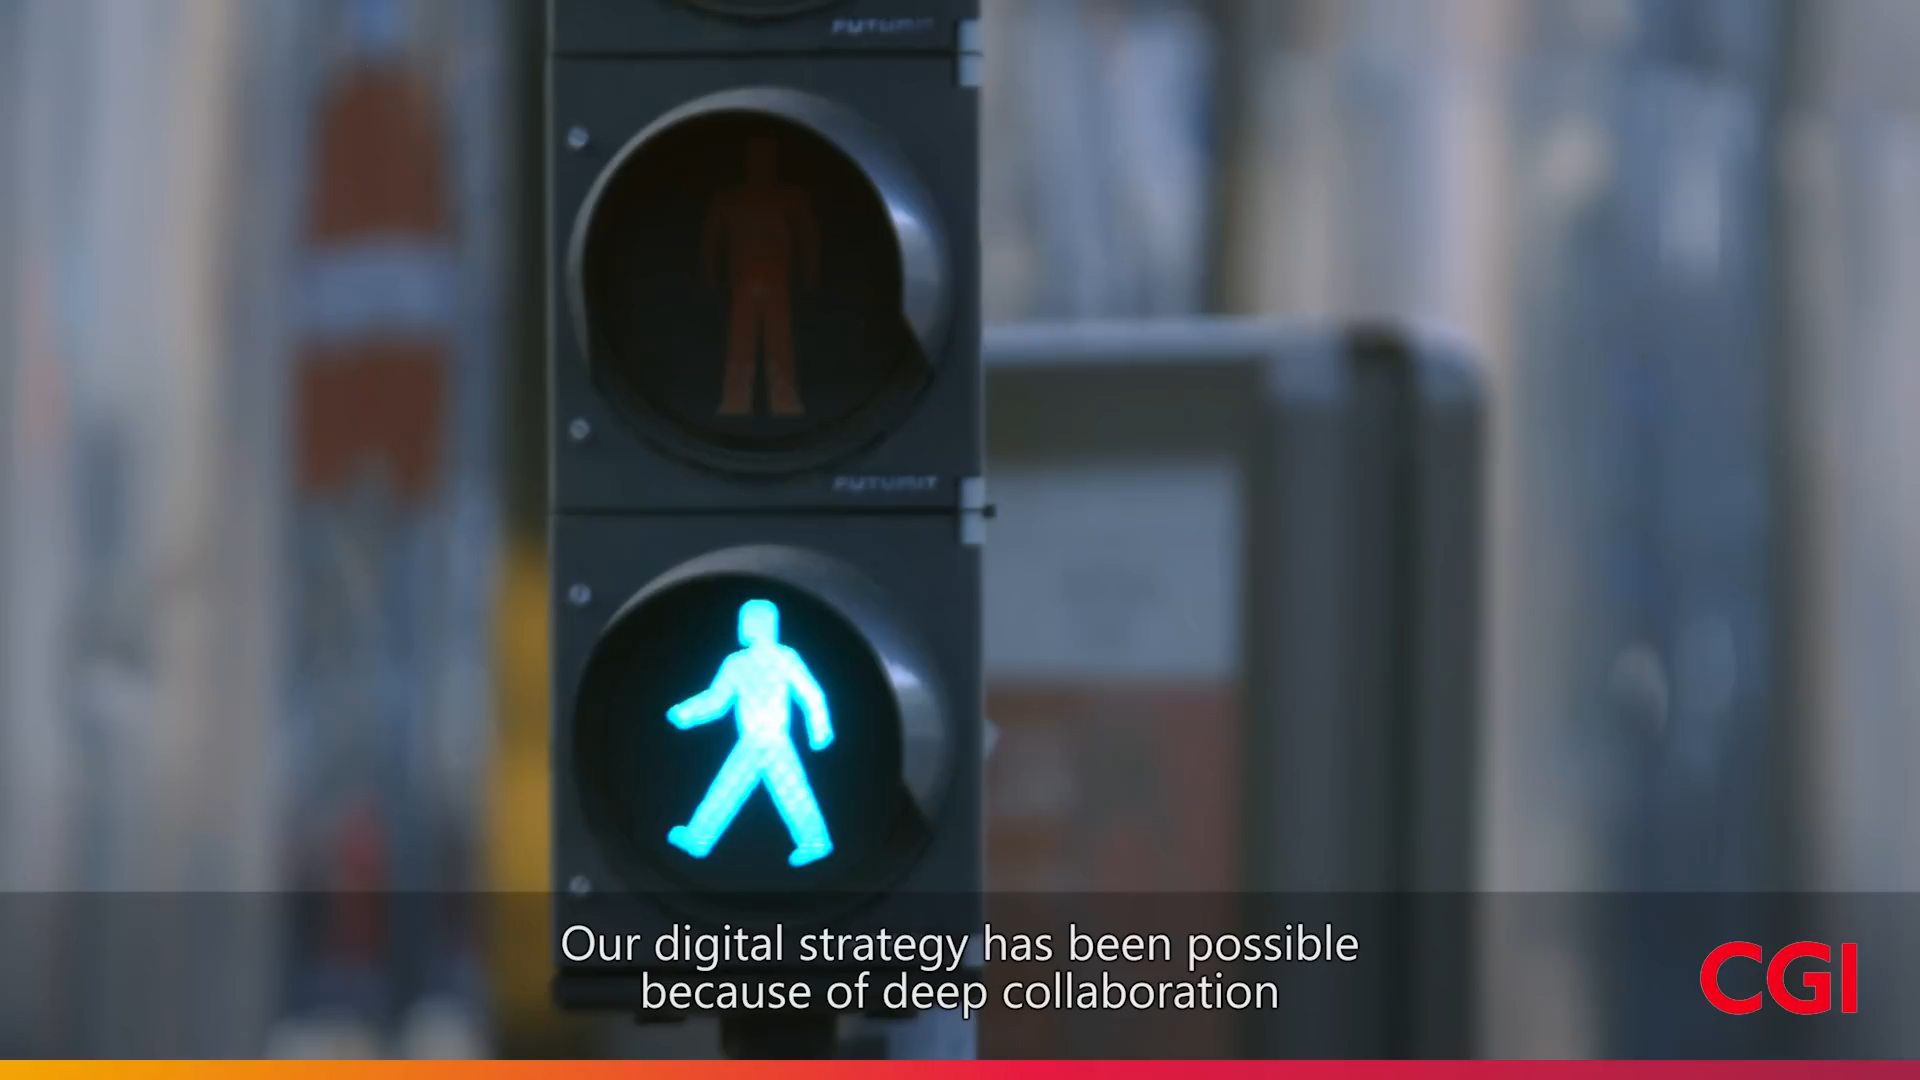 FUTURIT
FUTURIT
Our digital strategy has been possible
because of deep collaboration
CGI